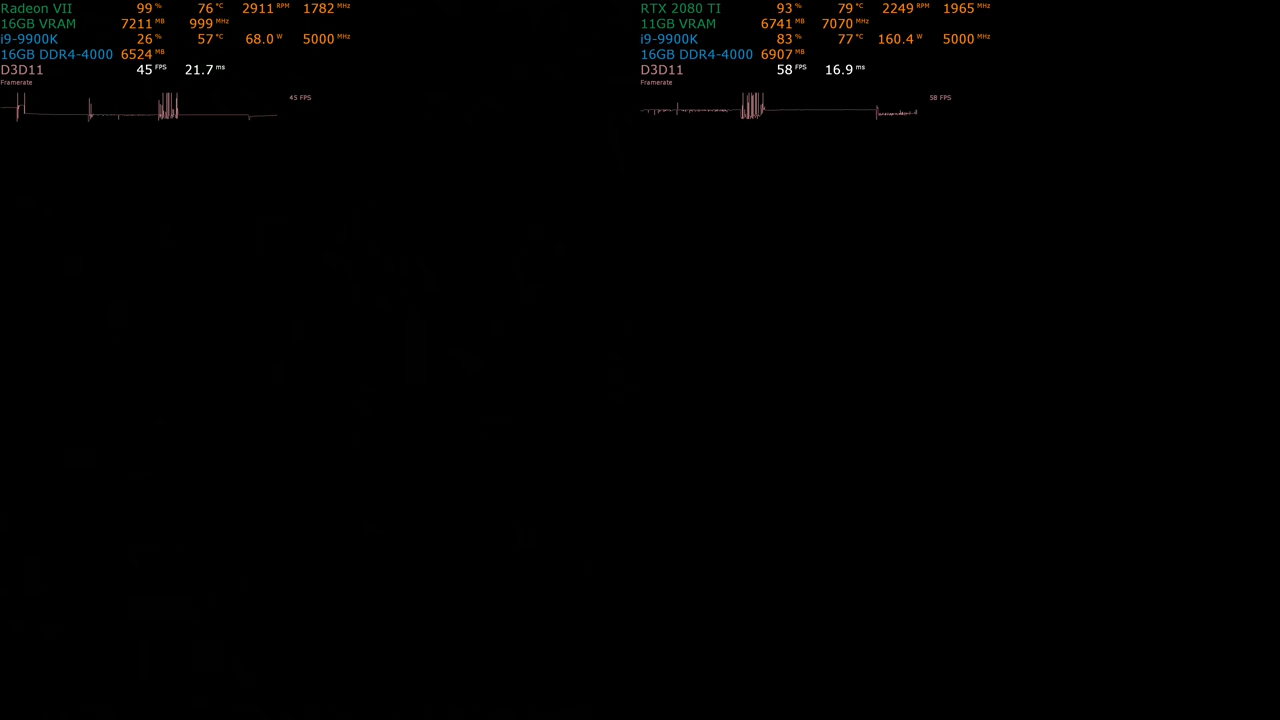 Radeon VII 99 % 76 °C 2911 RPM 1782 MHz
16GB VRAM 7211 MB 999 MHz
i9-9900K 26 % 57 °C 68.0 W 5000 MHz
16GB DDR4-4000 6524 MB
D3D11 45 FPS 21.7 ms
Framerate
45 FPS
RTX 2080 TI 93 % 79 °C 2249 RPM 1965 MHz
11GB VRAM 6741 MB 7070 MHz
i9-9900K 83 % 77 °C 160.4 W 5000 MHz
16GB DDR4-4000 6907 MB
D3D11 58 FPS 16.9 ms
Framerate
58 FPS